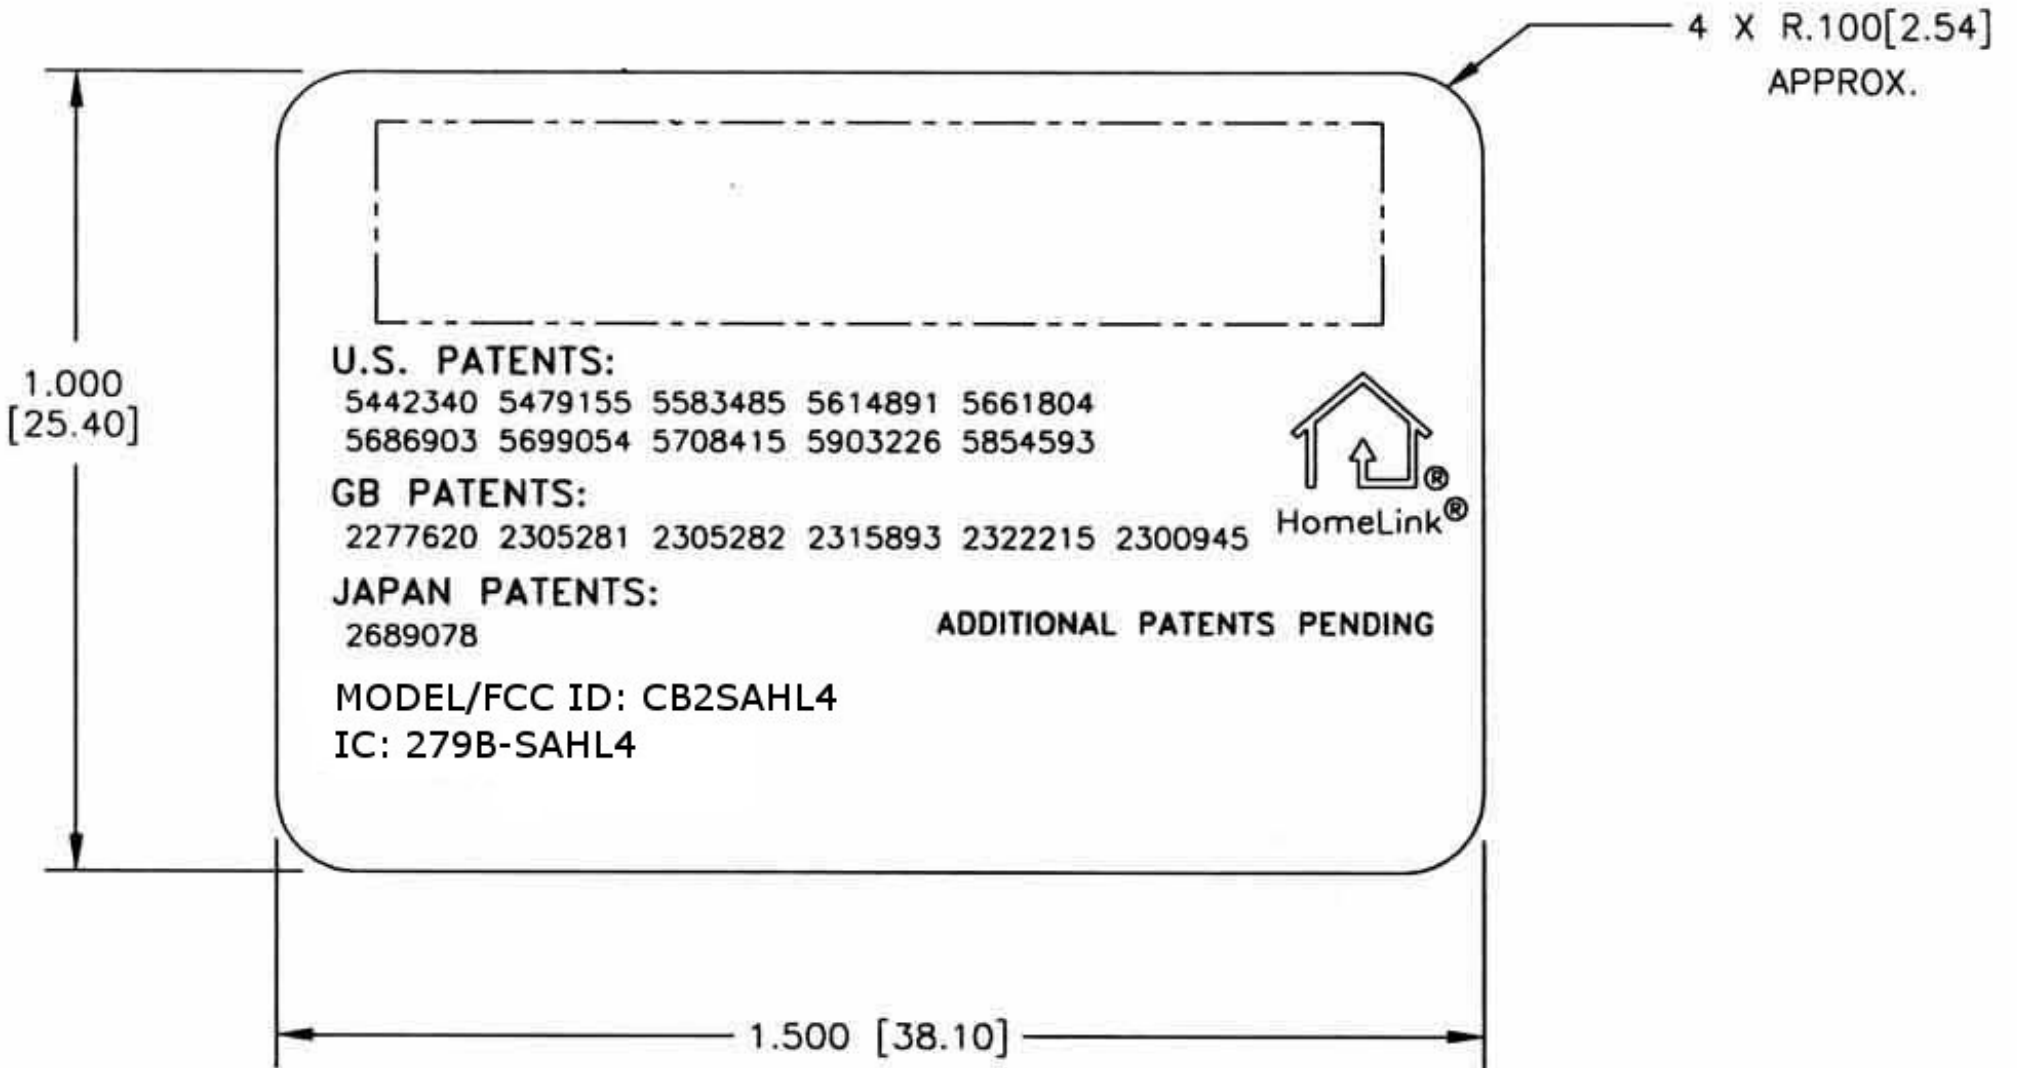 4 X R.100[2.54]
APPROX.
1.000
[25.40]
U.S. PATENTS:
5442340 5479155 5583485 5614891 5661804
5686903 5699054 5708415 5903226 5854593
GB PATENTS:
2277620 2305281 2305282 2315893 2322215 2300945
®
HomeLink®
JAPAN PATENTS:
2689078
ADDITIONAL PATENTS PENDING
MODEL/FCC ID: CB2SAHL4
IC: 279B-SAHL4
1.500 [38.10]